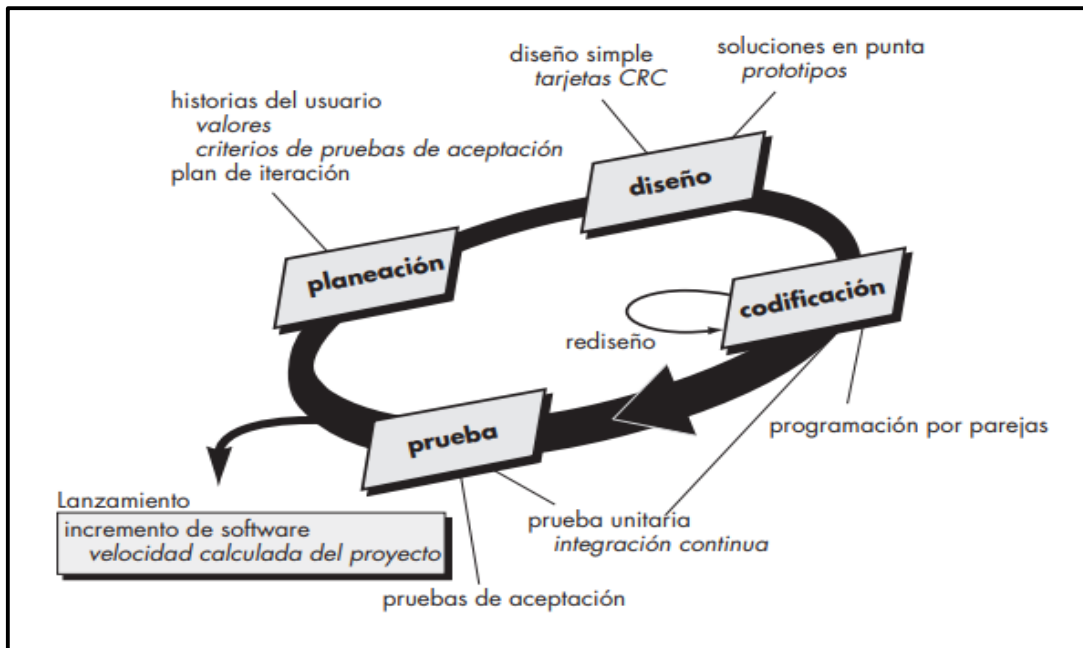 diseño simple
tarjetas CRC
soluciones en punta
prototipos
historias del usuario
valores
criterios de pruebas de aceptación
plan de iteración
diseño
planeación
codificación
rediseño
prueba
programación por parejas
Lanzamiento
incremento de software
velocidad calculada del proyecto
prueba unitaria
integración continua
pruebas de aceptación